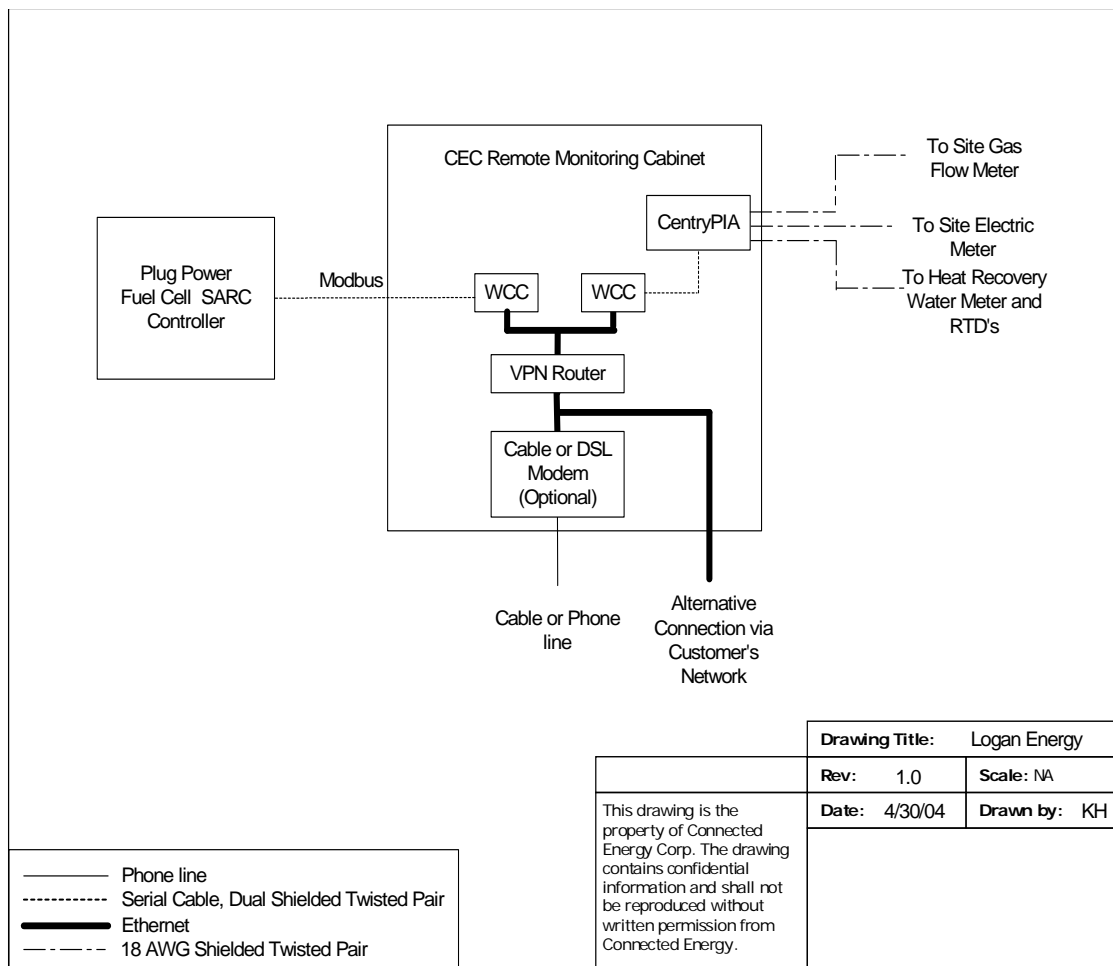 CEC Remote Monitoring Cabinet
To Site Gas
Flow Meter
CentryPIA
To Site Electric
Meter
To Heat Recovery
Water Meter and
RTD's
Plug Power
Fuel Cell SARC
Controller
Modbus
WCC
WCC
VPN Router
Cable or DSL
Modem
(Optional)
Cable or Phone
line
Alternative
Connection via
Customer's
Network
Drawing Title: Logan Energy
Rev: 1.0 Scale: NA
Date: 4/30/04 Drawn by: KH
This drawing is the
property of Connected
Energy Corp. The drawing
contains confidential
information and shall not
be reproduced without
written permission from
Connected Energy.
Phone line
Serial Cable, Dual Shielded Twisted Pair
Ethernet
18 AWG Shielded Twisted Pair